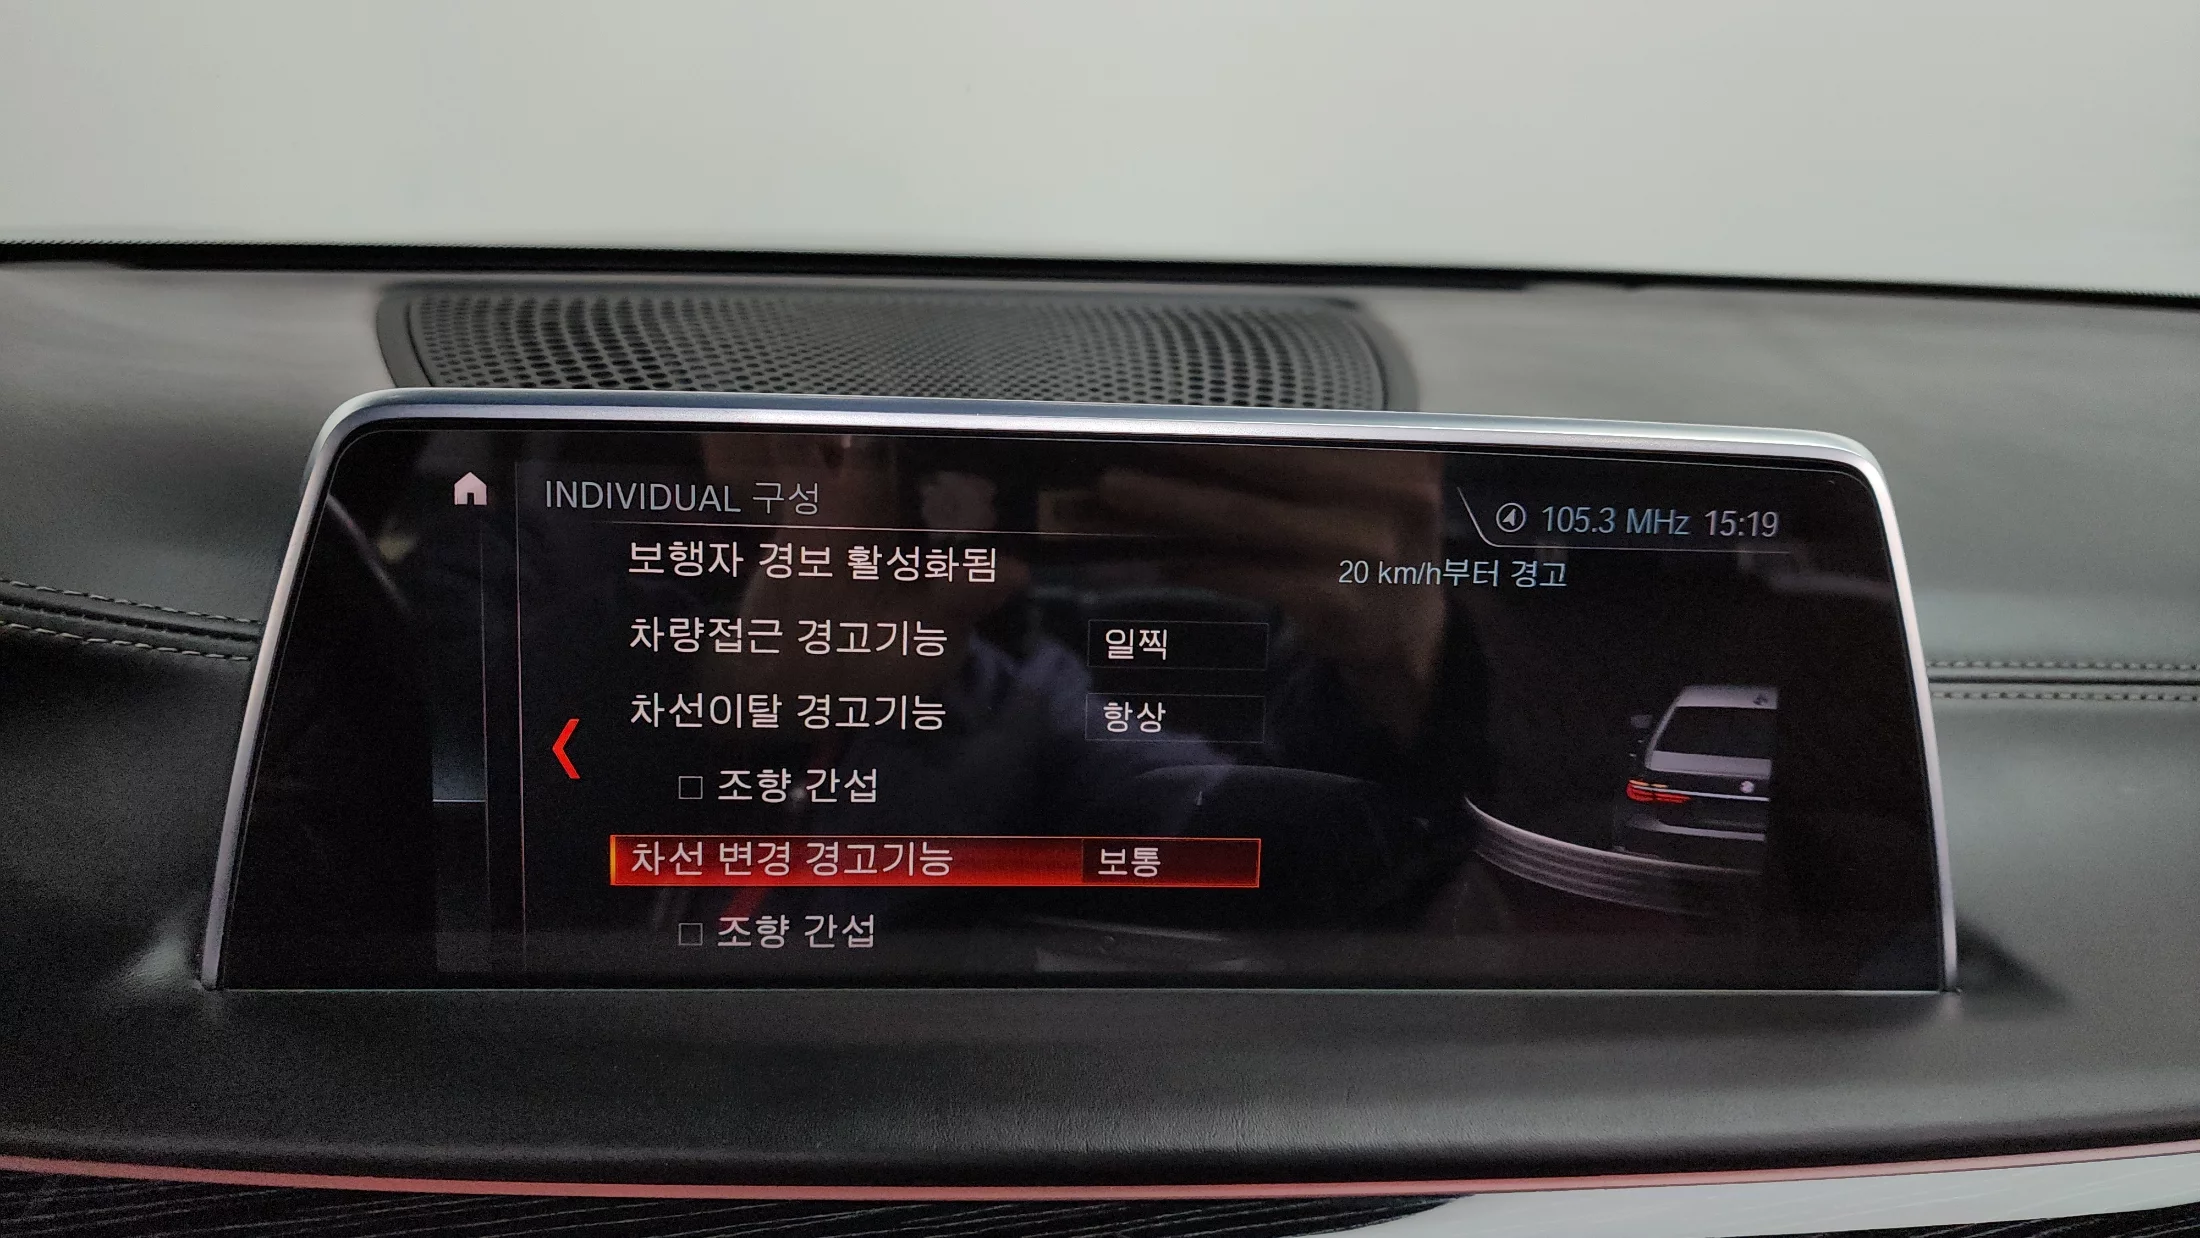 INDIVIDUAL 구성
105.3 MHz 15:19
보행자 경보 활성화됨
20 km/h부터 경고
차량접근 경고기능 일찍
차선이탈 경고기능 항상
조향 간섭
차선 변경 경고기능 보통
조향 간섭